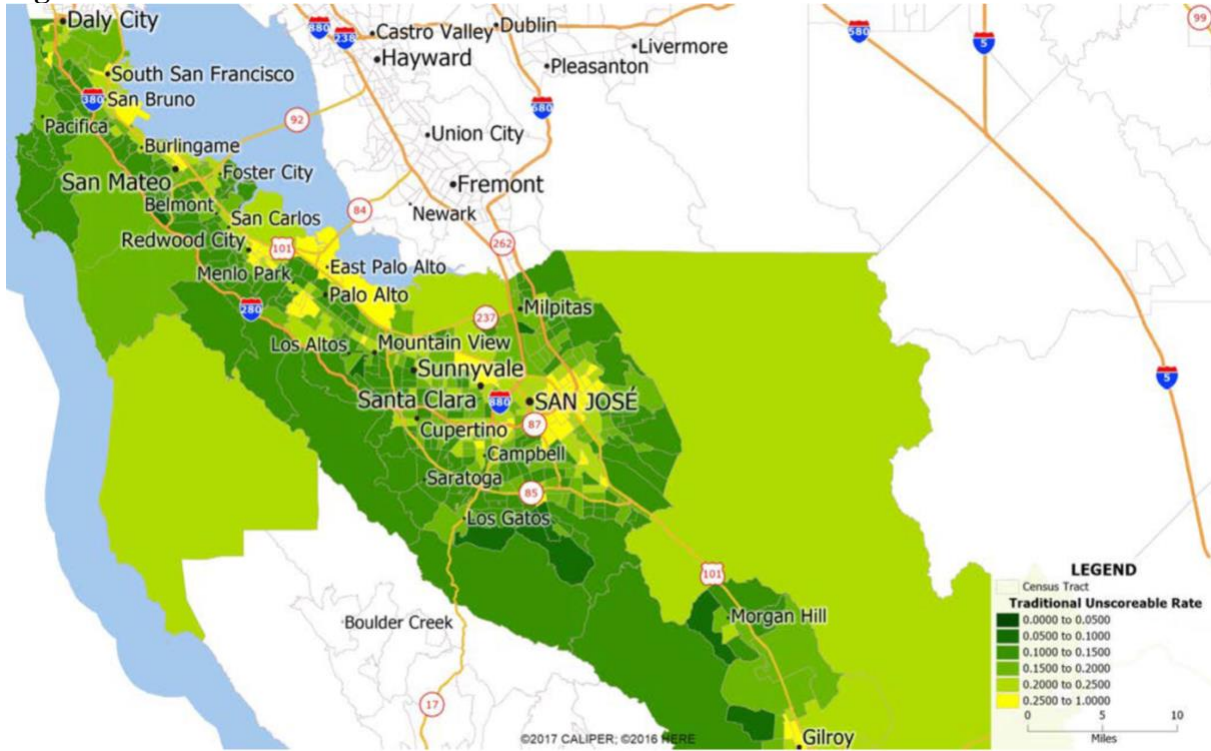 Daly City
880
238
Castro Valley
Dublin
580
5
99
Hayward
Livermore
South San Francisco
Pleasanton
380
San Bruno
680
Pacifica
92
Union City
Burlingame
San Mateo
Foster City
Fremont
Belmont
84
Newark
San Carlos
Redwood City
101
262
Menlo Park
East Palo Alto
Palo Alto
280
Milpitas
237
Los Altos
Mountain View
Sunnyvale
5
Santa Clara
880
SAN JOSÉ
87
Cupertino
Campbell
Saratoga
85
Los Gatos
101
Morgan Hill
Boulder Creek
17
Gilroy
LEGEND
Census Tract
Traditional Unscoreable Rate
0.0000 to 0.0500
0.0500 to 0.1000
0.1000 to 0.1500
0.1500 to 0.2000
0.2000 to 0.2500
0.2500 to 1.0000
0 5 10
Miles
©2017 CALIPER; ©2016 HERE